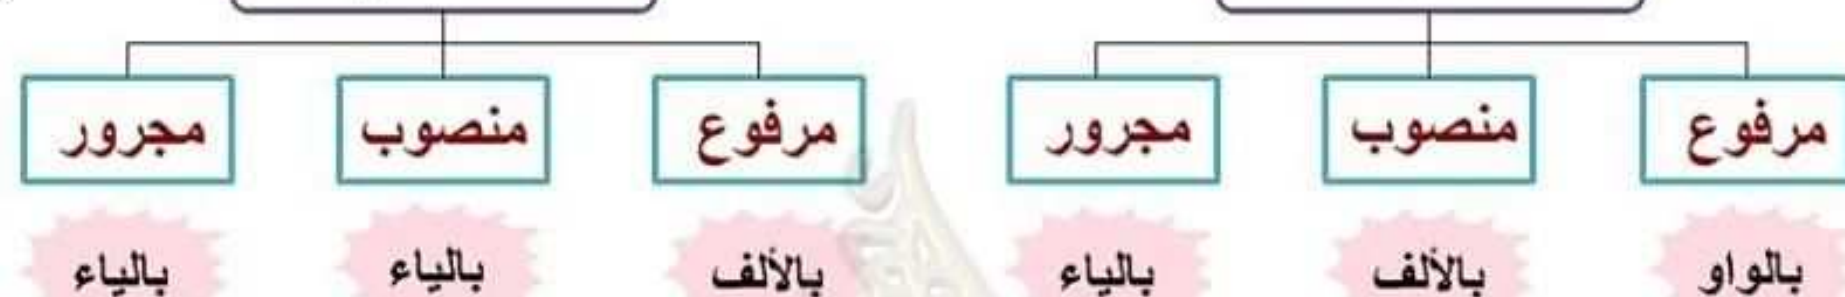 مرفوع منصوب مجرور مرفوع منصوب مجرور
بالواو بالألف بالياء بالألف بالياء بالياء